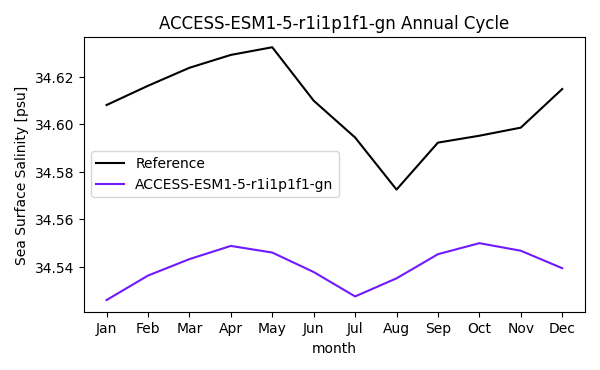 ACCESS-ESM1-5-r1i1p1f1-gn Annual Cycle
Sea Surface Salinity [psu]
34.62
34.60
34.58
34.56
34.54
Reference
ACCESS-ESM1-5-r1i1p1f1-gn
Jan Feb Mar Apr May Jun Jul Aug Sep Oct Nov Dec
month